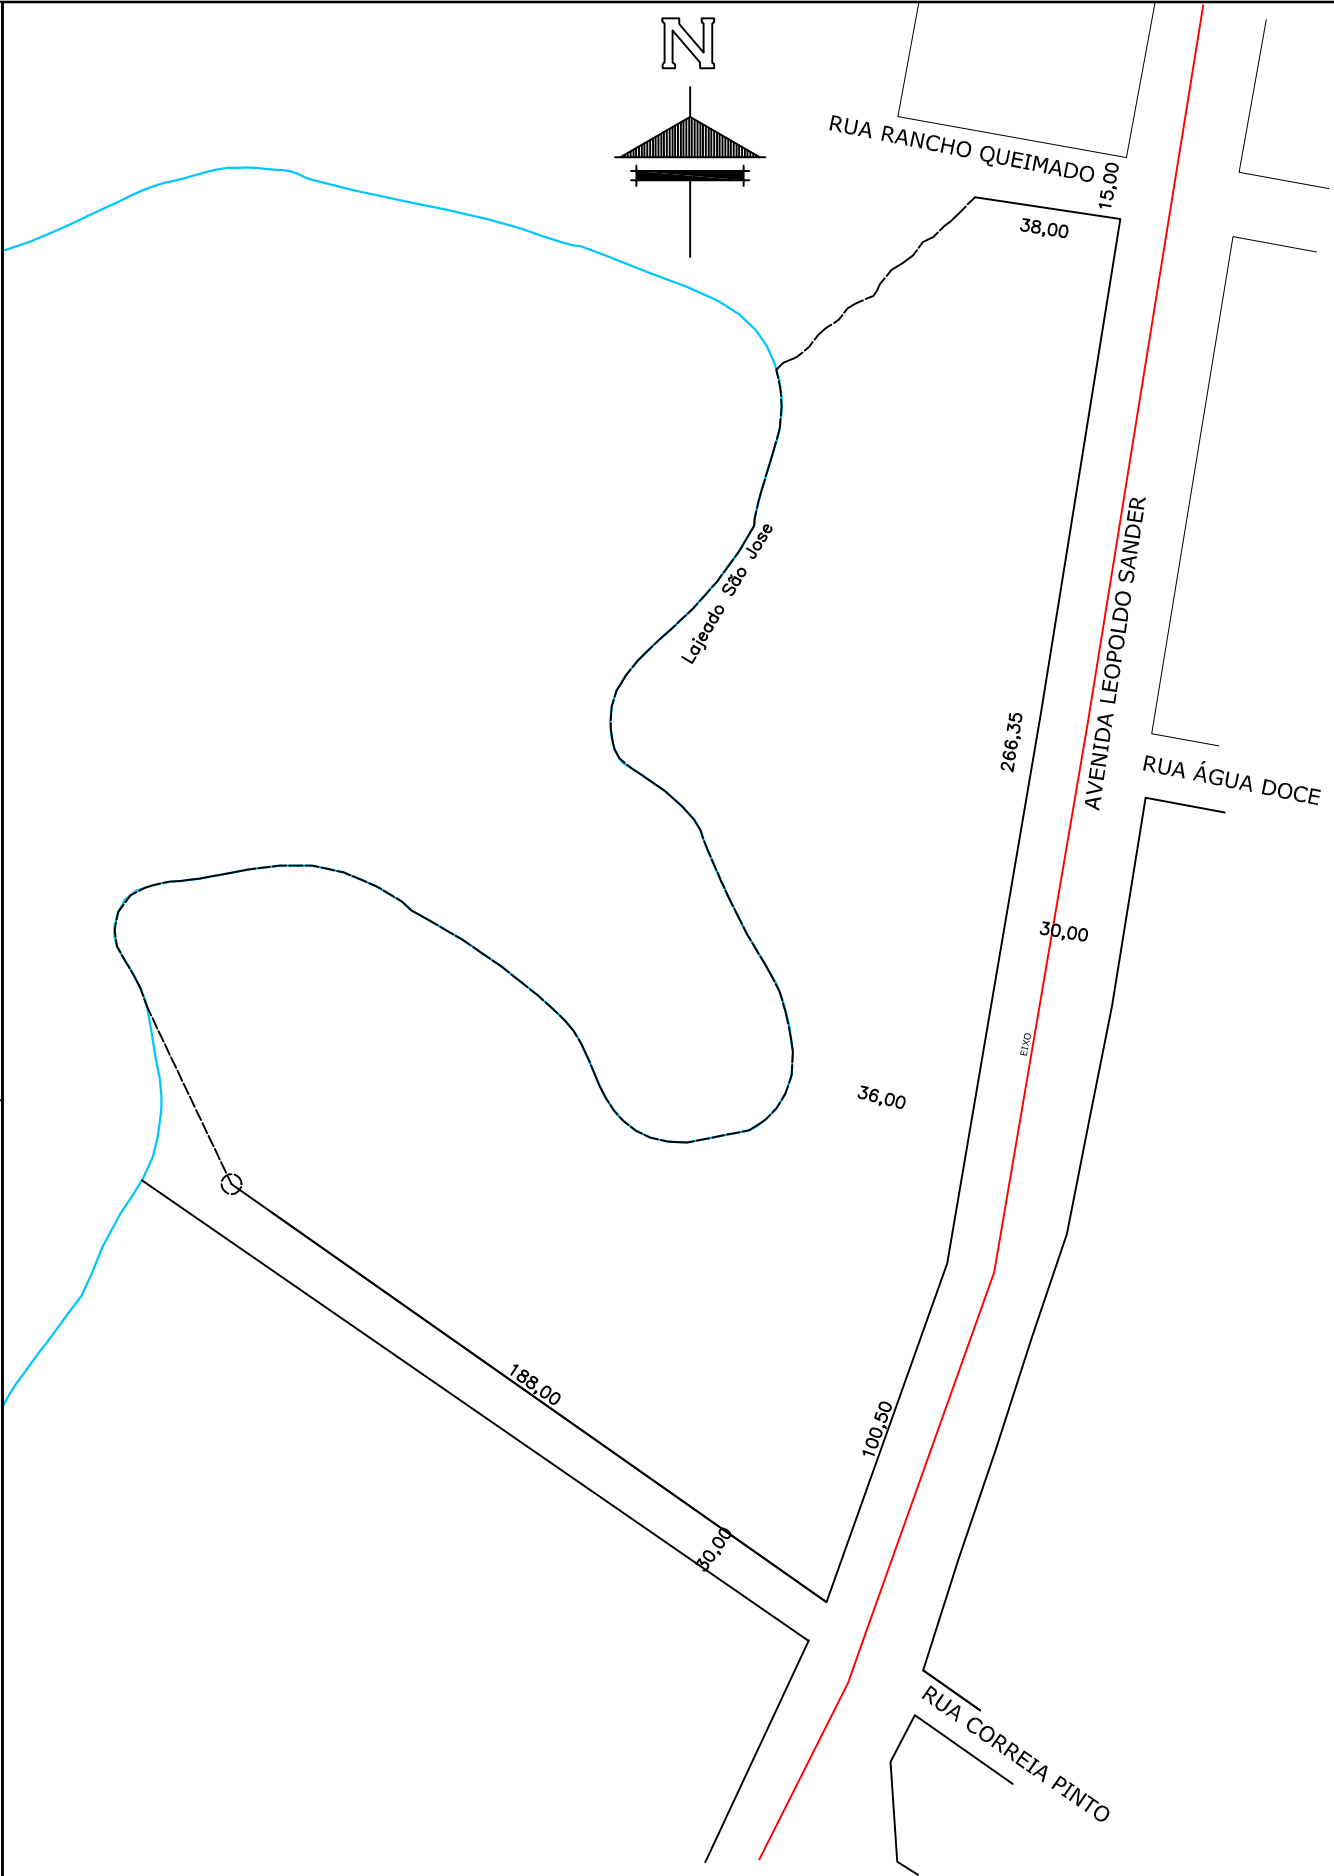 N
RUA RANCHO QUEIMADO
15,00
38,00
Lajeado São Jose
AVENIDA LEOPOLDO SANDER
266,35
RUA ÁGUA DOCE
30,00
EIXO
36,00
188,00
100,50
30,00
RUA CORREIA PINTO